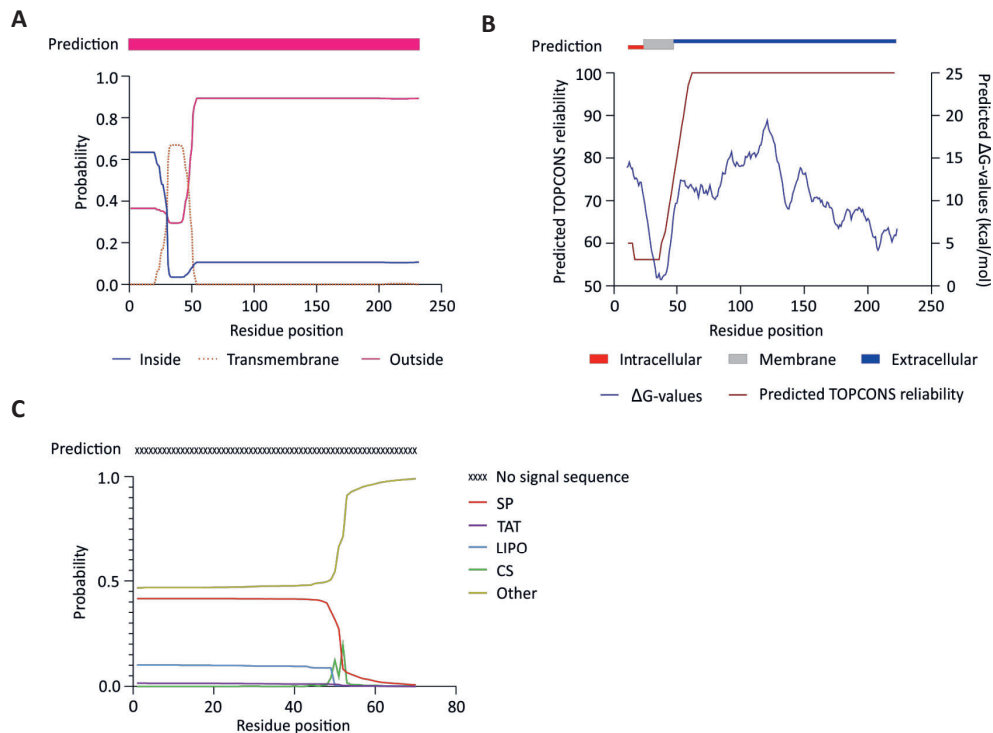 A
Prediction
1.0
0.8
0.6
0.4
0.2
0.0
Probability
0 50 100 150 200 250
Residue position
Inside Transmembrane Outside
B
Prediction
100
90
80
70
60
50
Predicted TOPCONS reliability
25
20
15
10
5
0
Predicted ΔG-values (kcal/mol)
0 50 100 150 200 250
Residue position
Intracellular Membrane Extracellular
ΔG-values Predicted TOPCONS reliability
C
Prediction xxxxxxxxxxxxxxxxxxxxxxxxxxxxxxxxxxxxxxxxxxxxxxxxxxxxxxxxxxxxxxxxxxxxxx
1.0
0.5
0.0
Probability
0 20 40 60 80
Residue position
xxxx No signal sequence
SP
TAT
LIPO
CS
Other